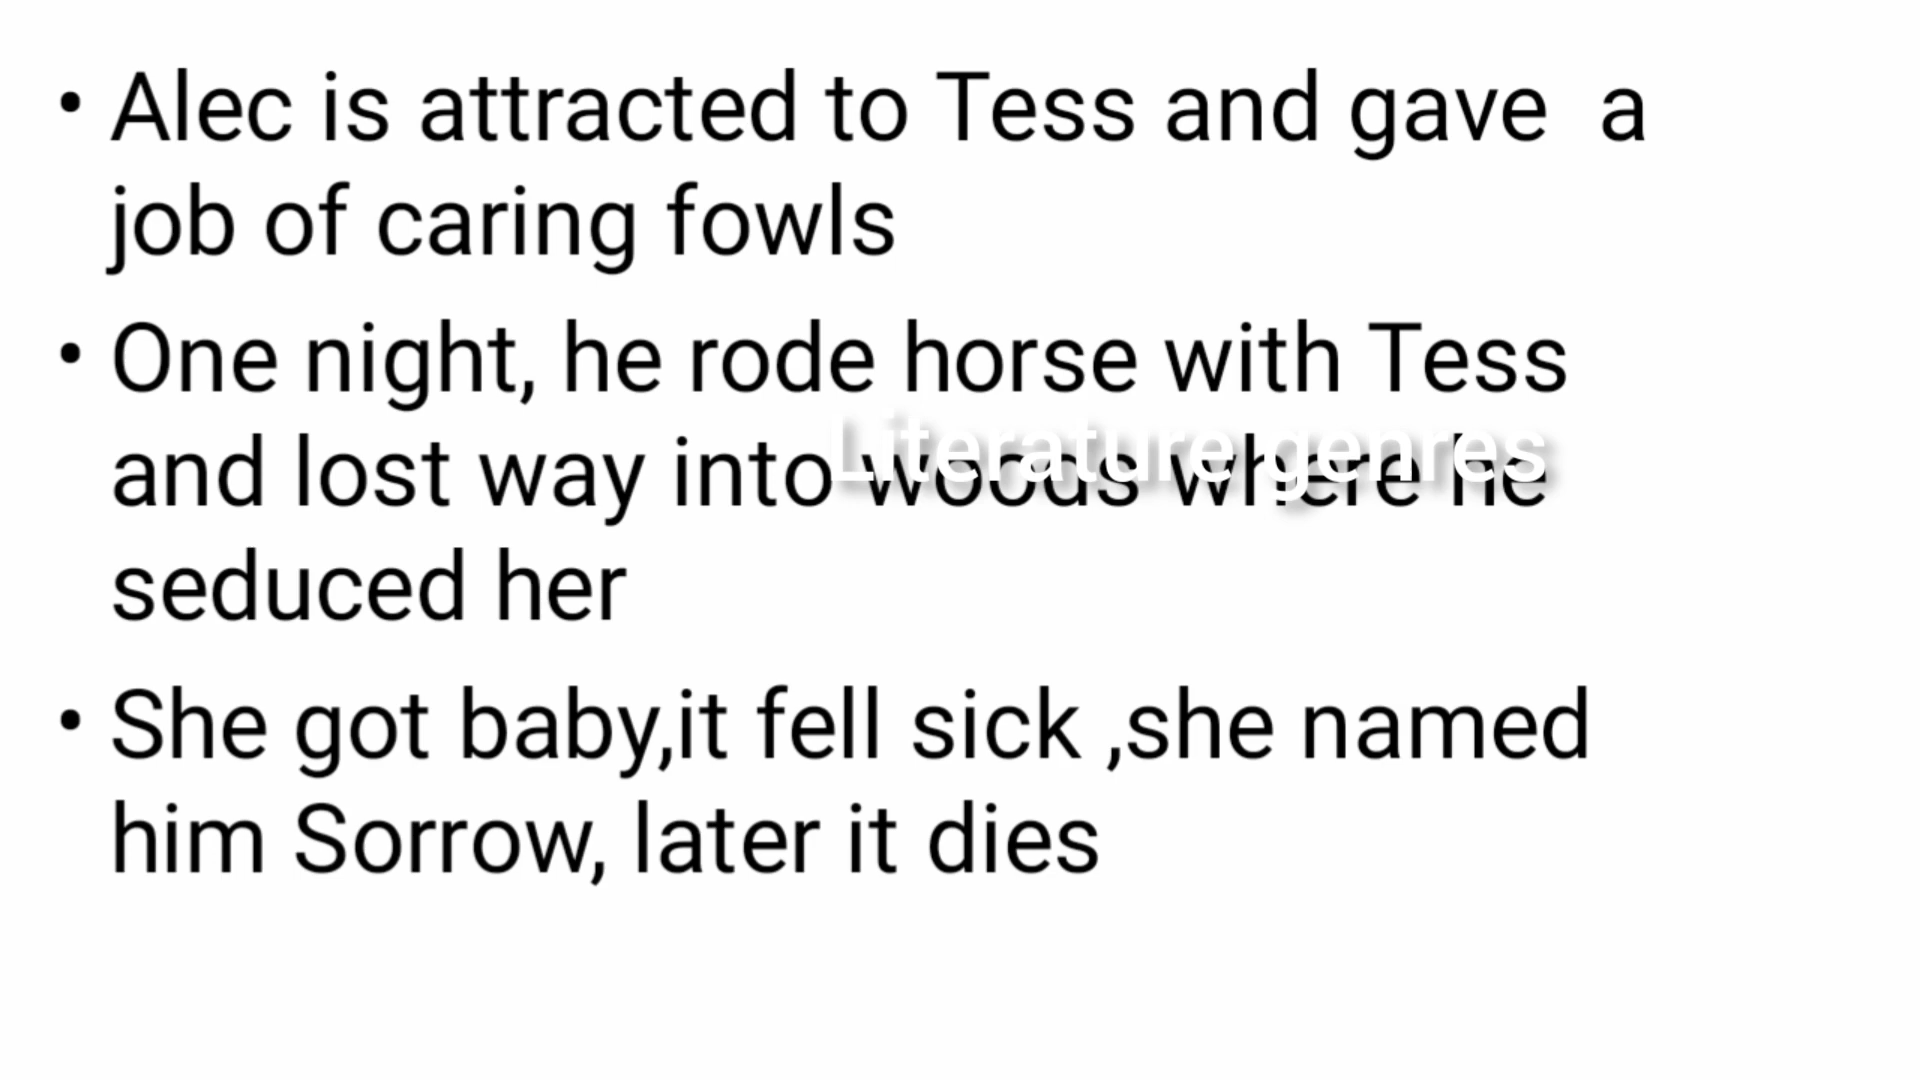 • Alec is attracted to Tess and gave  a
job of caring fowls
• One night, he rode horse with Tess
and lost way into woods where he
Literature genres
seduced her
• She got baby,it fell sick ,she named
him Sorrow, later it dies